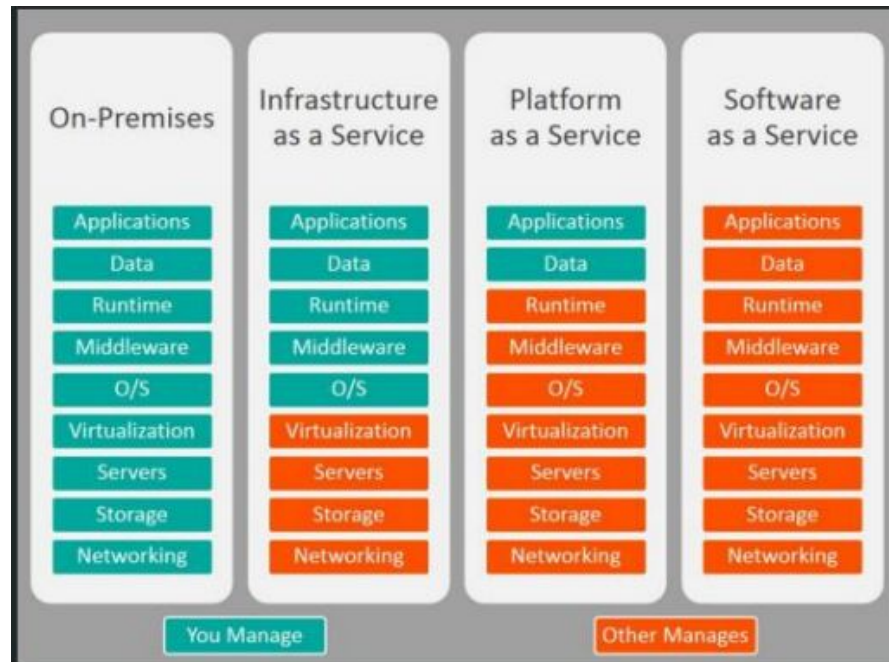 On-Premises
Applications
Data
Runtime
Middleware
O/S
Virtualization
Servers
Storage
Networking
Infrastructure
as a Service
Applications
Data
Runtime
Middleware
O/S
Virtualization
Servers
Storage
Networking
Platform
as a Service
Applications
Data
Runtime
Middleware
O/S
Virtualization
Servers
Storage
Networking
Software
as a Service
Applications
Data
Runtime
Middleware
O/S
Virtualization
Servers
Storage
Networking
You Manage
Other Manages